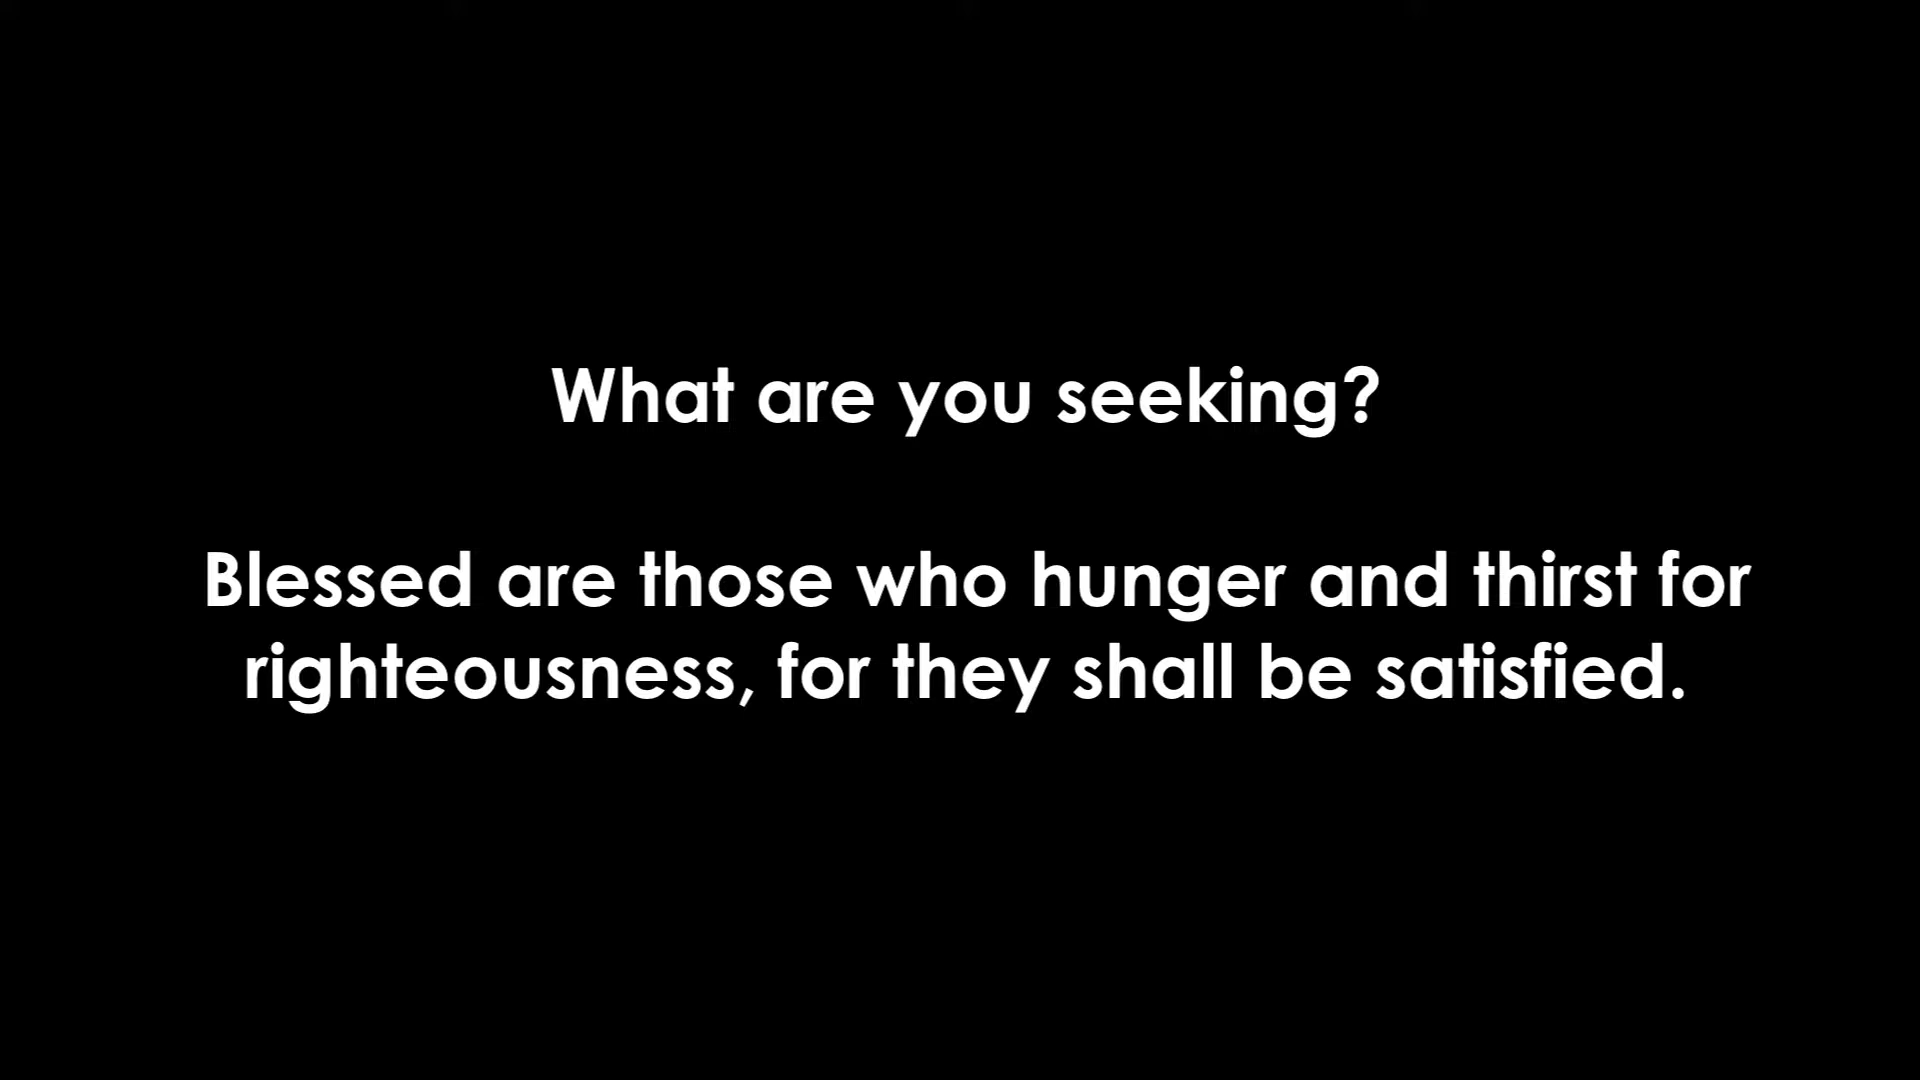 What are you seeking?
Blessed are those who hunger and thirst for
righteousness, for they shall be satisfied.